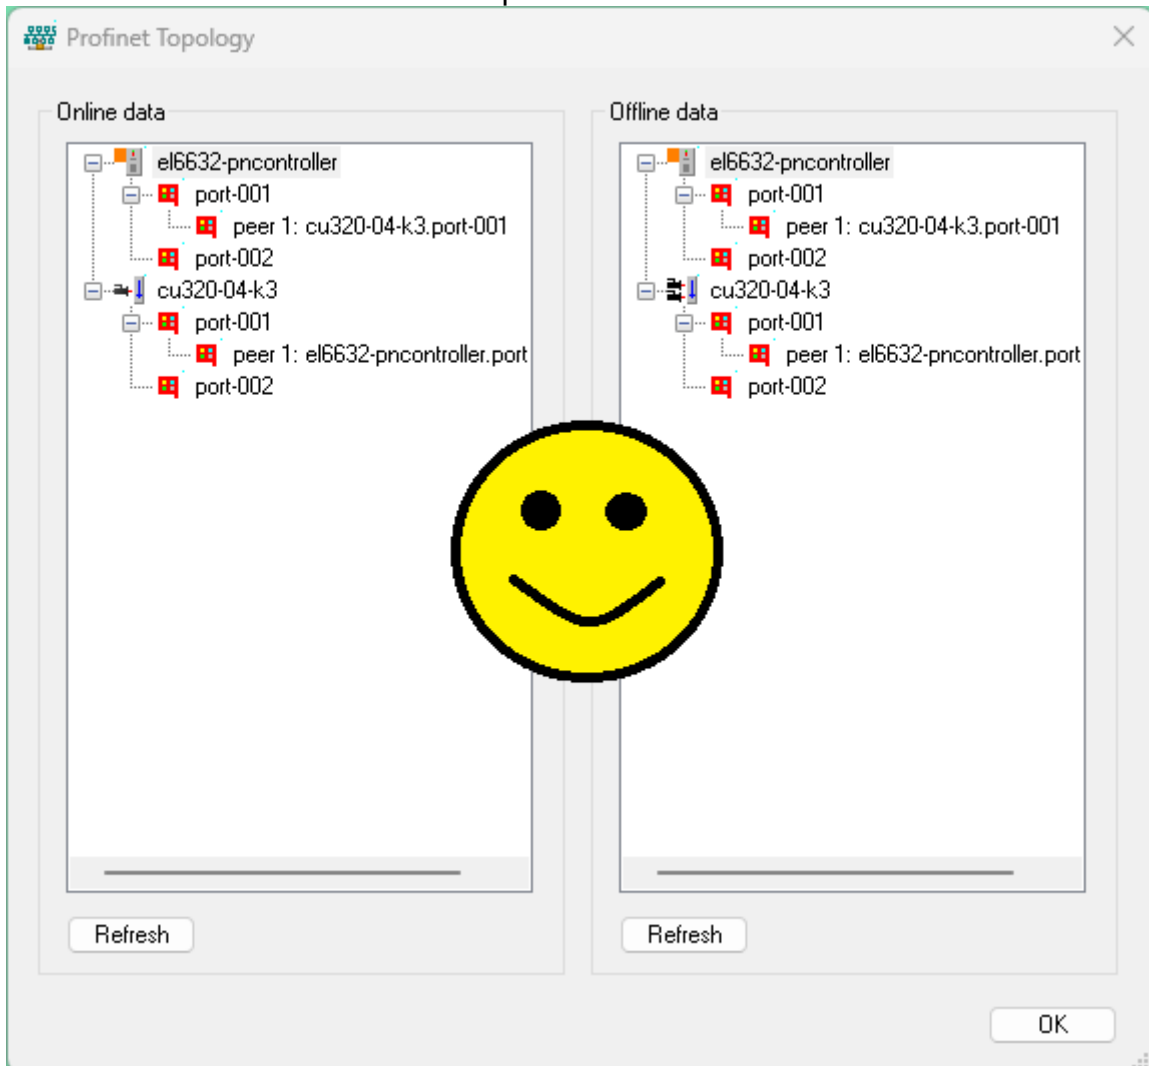 Profinet Topology
Online data
el6632-pncontroller
port-001
peer 1: cu320-04-k3.port-001
port-002
cu320-04-k3
port-001
peer 1: el6632-pncontroller.port
port-002
Refresh
Offline data
el6632-pncontroller
port-001
peer 1: cu320-04-k3.port-001
port-002
cu320-04-k3
port-001
peer 1: el6632-pncontroller.port
port-002
Refresh
OK